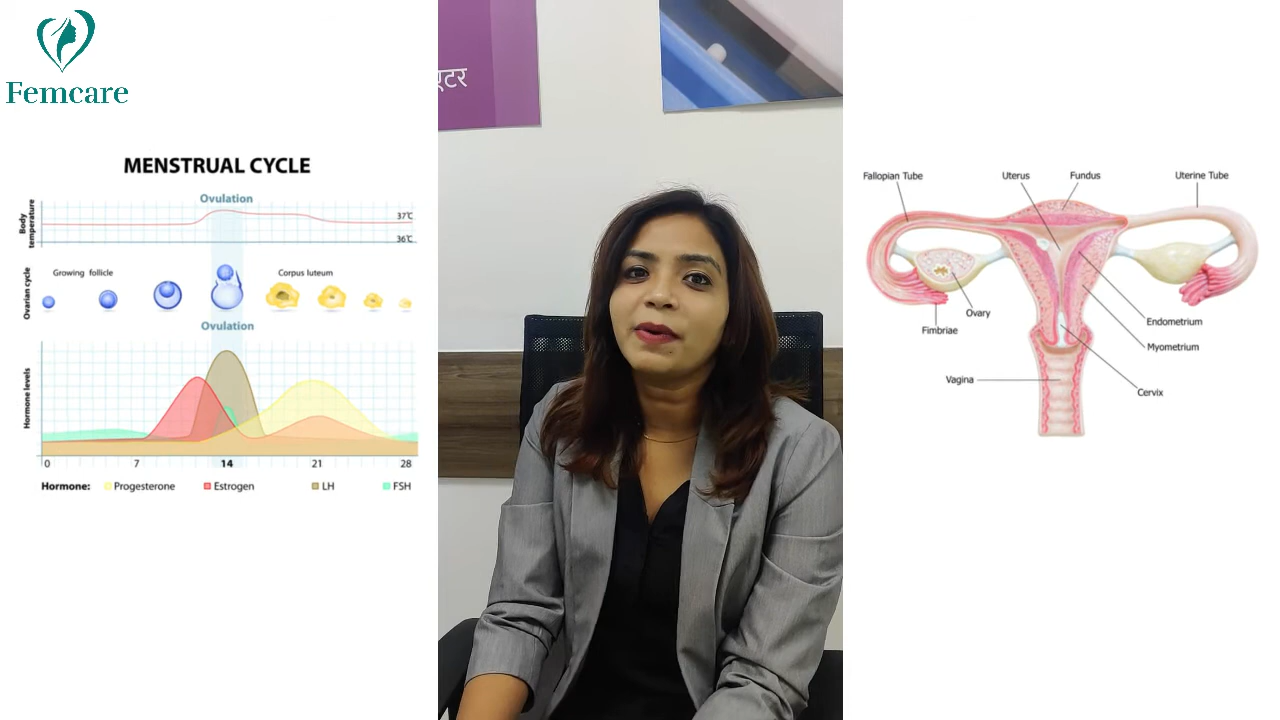 Femcare
MENSTRUAL CYCLE
Ovulation
Body temperature
37℃
36℃
Ovarian cycle
Growing follicle
Corpus luteum
Ovulation
Hormone levels
0 7 14 21 28
Hormone: Progesterone Estrogen LH FSH
Fallopian Tube
Uterus
Fundus
Uterine Tube
Ovary
Fimbriae
Endometrium
Myometrium
Vagina
Cervix